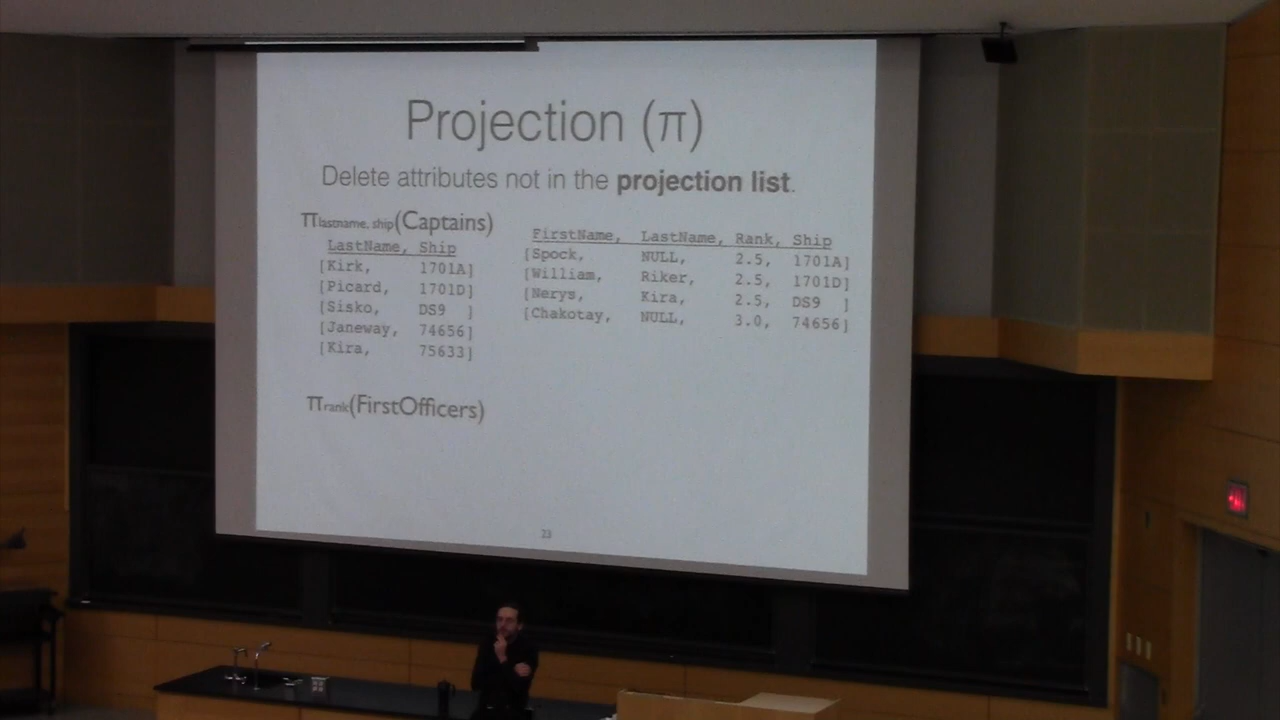 Projection (π)
Delete attributes not in the projection list.
πlastname, ship(Captains)
LastName, Ship
[Kirk, 1701A]
[Picard, 1701D]
[Sisko, DS9 ]
[Janeway, 74656]
[Kira, 75633]
FirstName, LastName, Rank, Ship
[Spock, NULL, 2.5, 1701A]
[William, Riker, 2.5, 1701D]
[Nerys, Kira, 2.5, DS9 ]
[Chakotay, NULL, 3.0, 74656]
πrank(FirstOfficers)
23